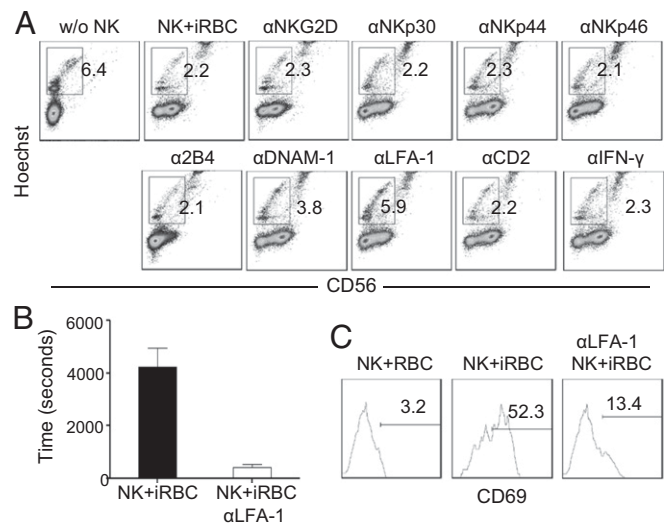 A
w/o NK NK+iRBC αNKG2D αNKp30 αNKp44 αNKp46
6.4 2.2 2.3 2.2 2.3 2.1
Hoechst
α2B4 αDNAM-1 αLFA-1 αCD2 αIFN-γ
2.1 3.8 5.9 2.2 2.3
CD56
B
Time (seconds)
6000
4000
2000
0
NK+iRBC NK+iRBC
αLFA-1
C
αLFA-1
NK+RBC NK+iRBC NK+iRBC
3.2 52.3 13.4
CD69